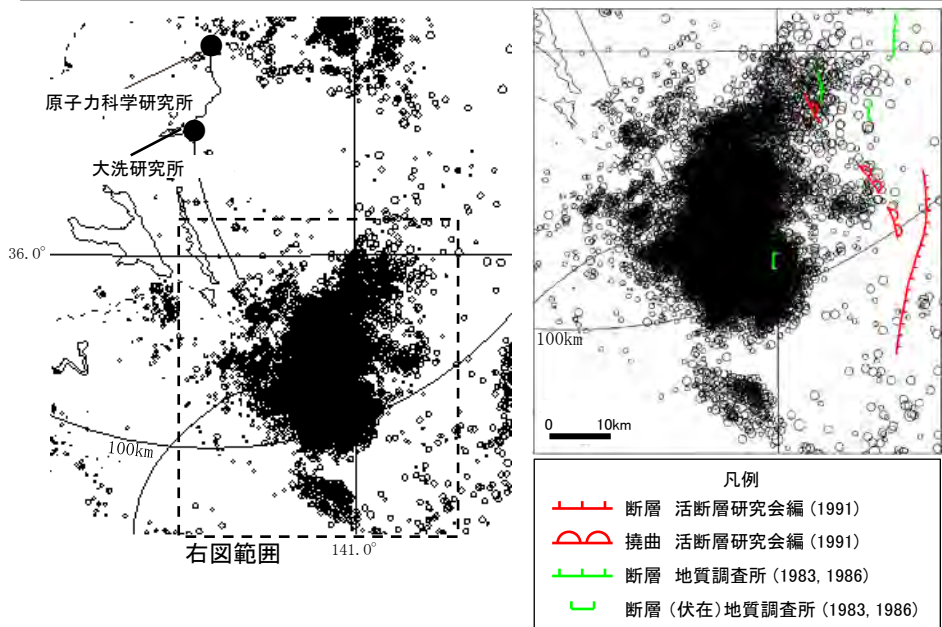 原子力科学研究所
大洗研究所
36.0°
100km
右図範囲
141.0°
100km
0 10km
凡例
断層 活断層研究会編 (1991)
撓曲 活断層研究会編 (1991)
断層 地質調査所 (1983, 1986)
断層 (伏在)地質調査所 (1983, 1986)